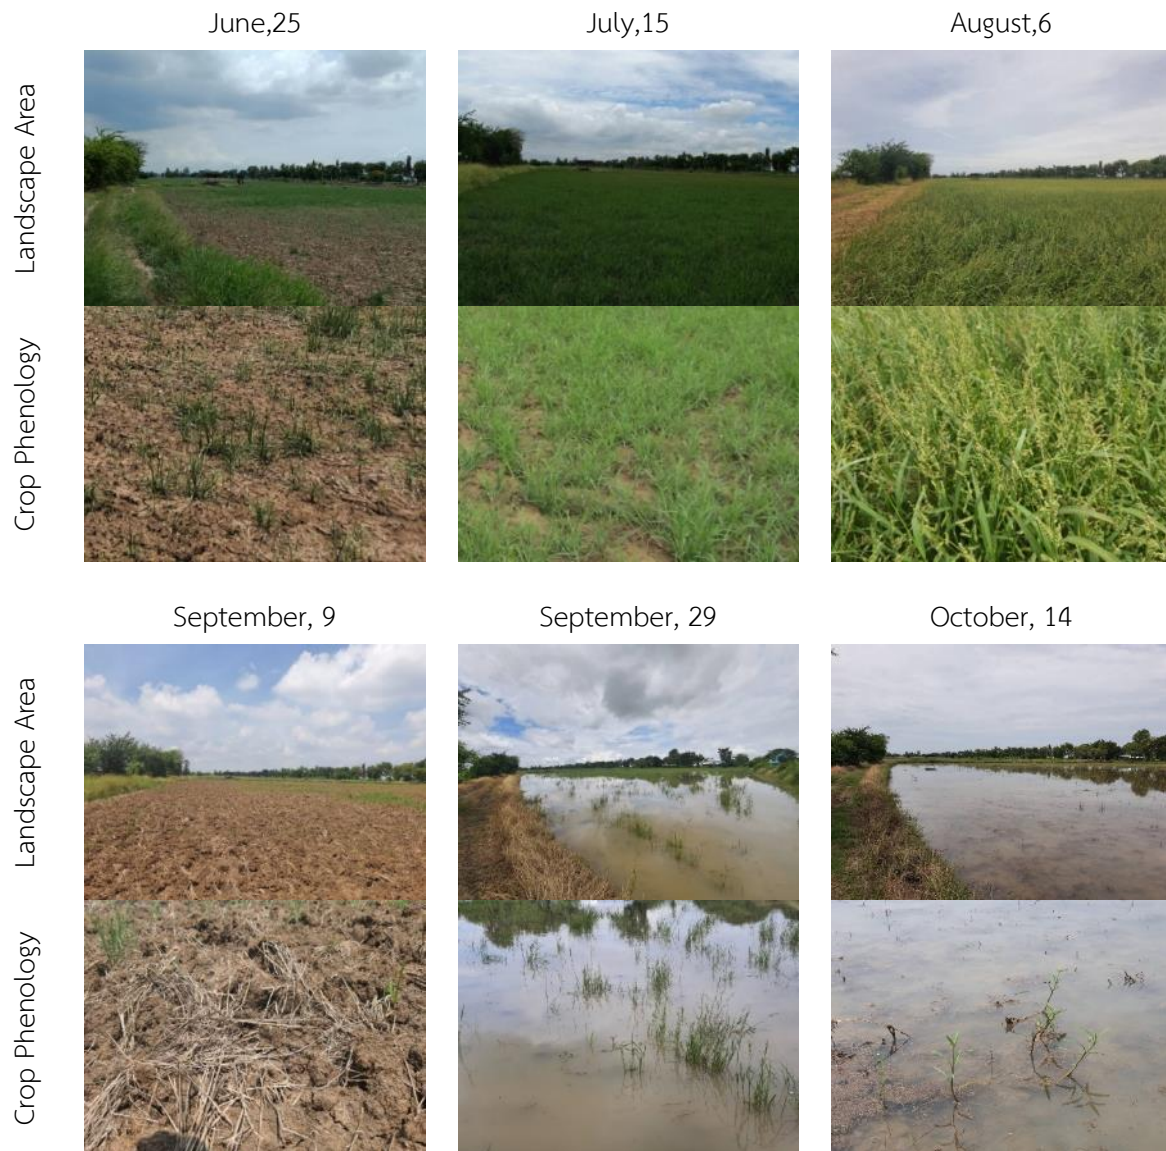 June,25
July,15
August,6
Landscape Area
Crop Phenology
September, 9
September, 29
October, 14
Landscape Area
Crop Phenology